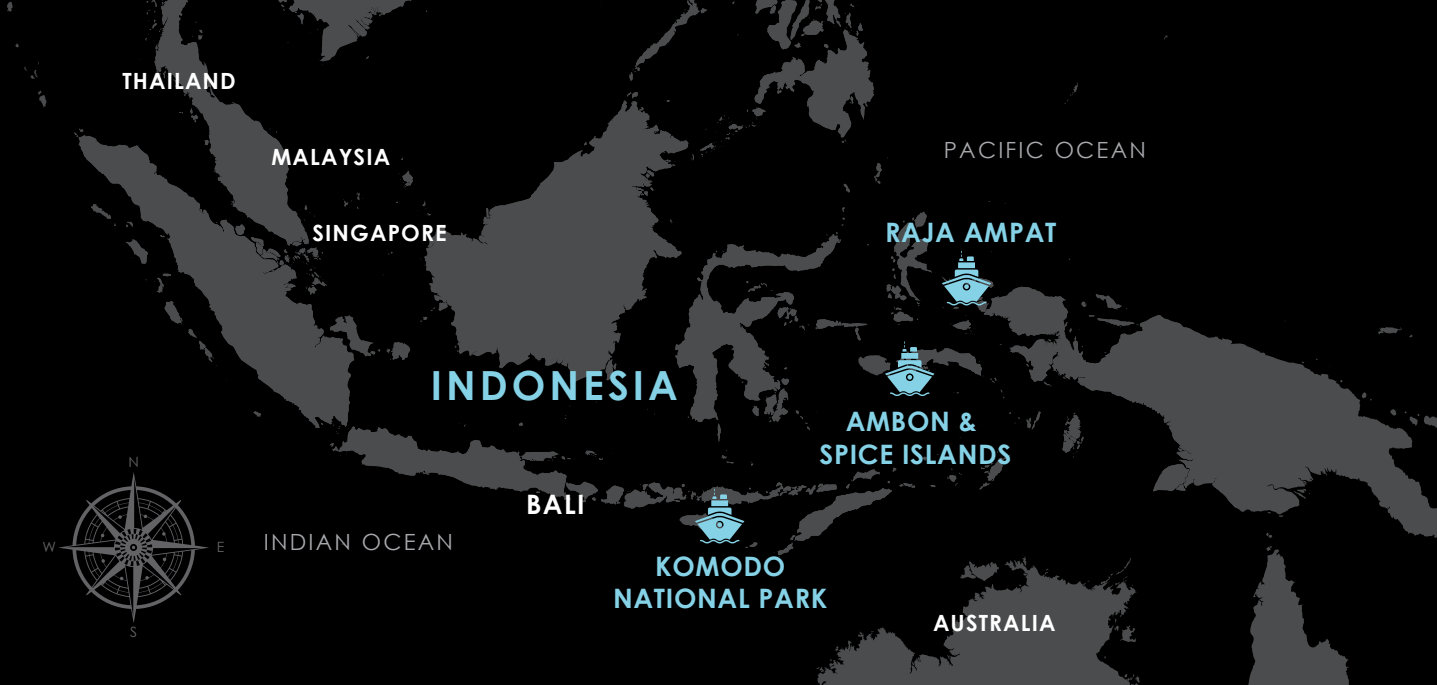 THAILAND
MALAYSIA
PACIFIC OCEAN
SINGAPORE
RAJA AMPAT
INDONESIA
AMBON &
SPICE ISLANDS
BALI
KOMODO
NATIONAL PARK
INDIAN OCEAN
N
W
E
S
AUSTRALIA